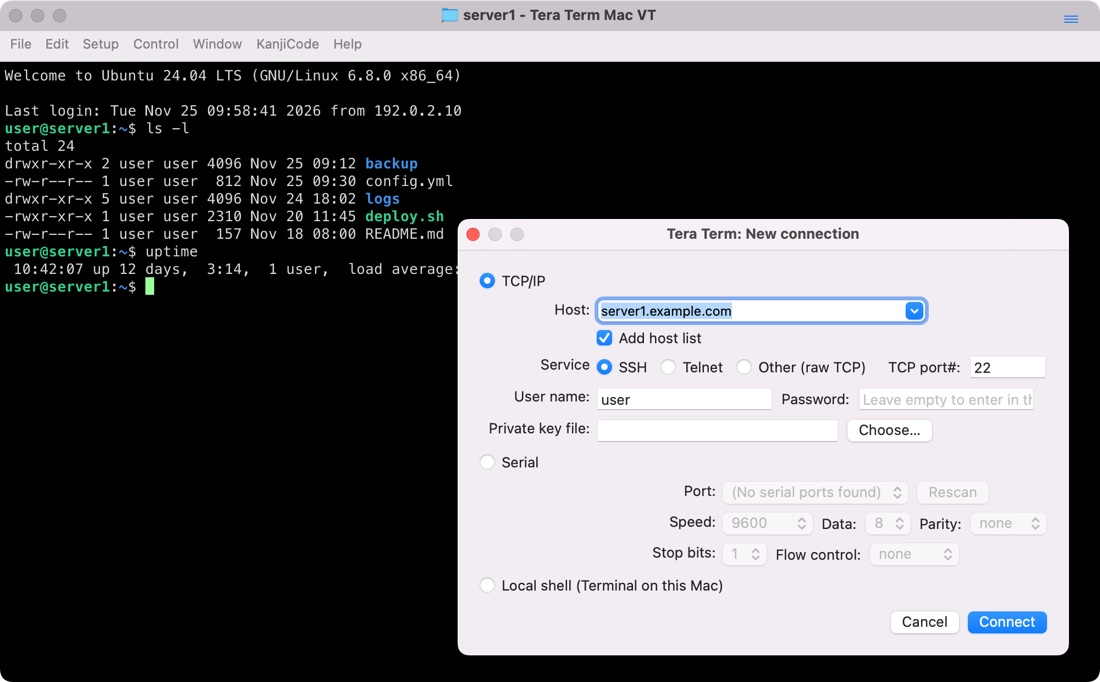 server1 - Tera Term Mac VT
File Edit Setup Control Window KanjiCode Help
Welcome to Ubuntu 24.04 LTS (GNU/Linux 6.8.0 x86_64)
Last login: Tue Nov 25 09:58:41 2026 from 192.0.2.10
user@server1:~$ ls -l
total 24
drwxr-xr-x 2 user user 4096 Nov 25 09:12 backup
-rw-r--r-- 1 user user  812 Nov 25 09:30 config.yml
drwxr-xr-x 5 user user 4096 Nov 24 18:02 logs
-rwxr-xr-x 1 user user 2310 Nov 20 11:45 deploy.sh
-rw-r--r-- 1 user user  157 Nov 18 08:00 README.md
user@server1:~$ uptime
 10:42:07 up 12 days,  3:14,  1 user,  load average:
user@server1:~$
Tera Term: New connection
TCP/IP
Host: server1.example.com
Add host list
Service SSH Telnet Other (raw TCP) TCP port#: 22
User name: user Password: Leave empty to enter in th
Private key file: Choose...
Serial
Port: (No serial ports found) Rescan
Speed: 9600 Data: 8 Parity: none
Stop bits: 1 Flow control: none
Local shell (Terminal on this Mac)
Cancel Connect